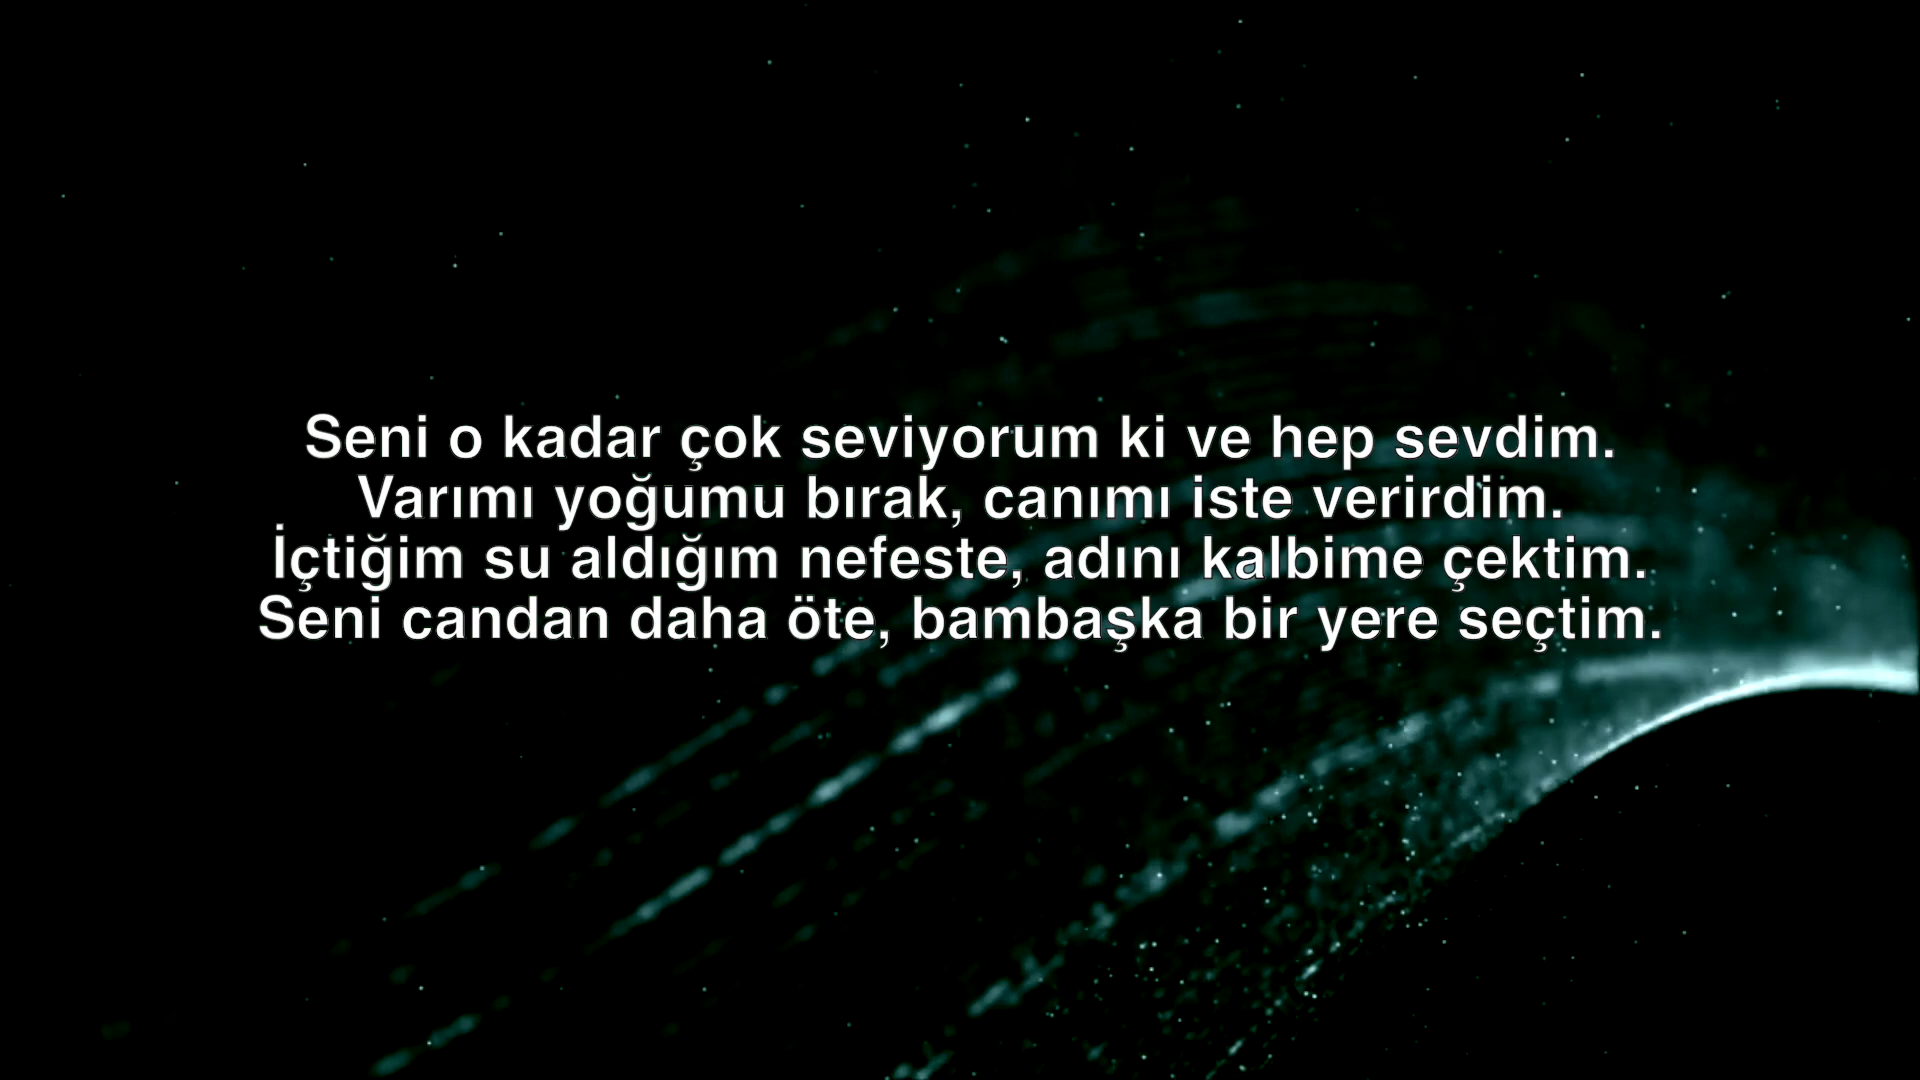 Seni o kadar çok seviyorum ki ve hep sevdim.
Varımı yoğumu bırak, canımı iste verirdim.
İçtiğim su aldığım nefeste, adını kalbime çektim.
Seni candan daha öte, bambaşka bir yere seçtim.